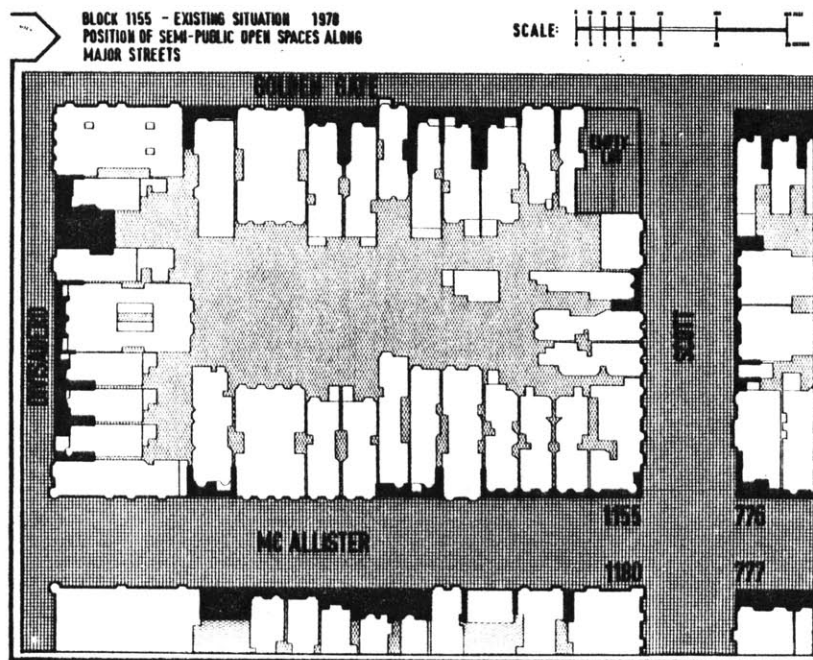 BLOCK 1155 - EXISTING SITUATION 1978
POSITION OF SEMI-PUBLIC OPEN SPACES ALONG
MAJOR STREETS
SCALE:
GOLDEN GATE
EMPTY
LOT
DIVISADERO
SCOTT
MC ALLISTER
1155
776
1180
777